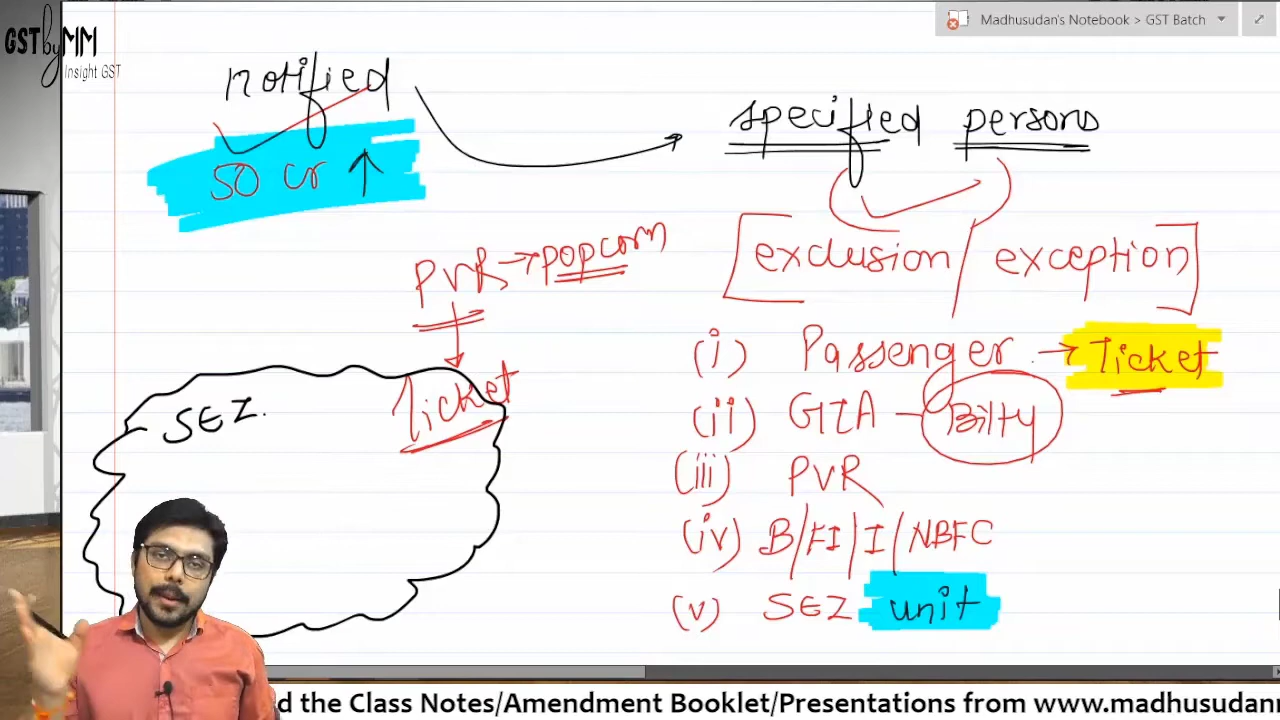 GST by MM
Insight GST
Madhusudan's Notebook > GST Batch
notified
50 cr ↑
specified persons
exclusion / exception
PVR → popcorn
Ticket
SEZ.
(i) Passenger → Ticket
(ii) GTA - Bilty
(iii) PVR
(iv) B/FI/I/NBFC
(v) SEZ unit
d the Class Notes/Amendment Booklet/Presentations from www.madhusudan